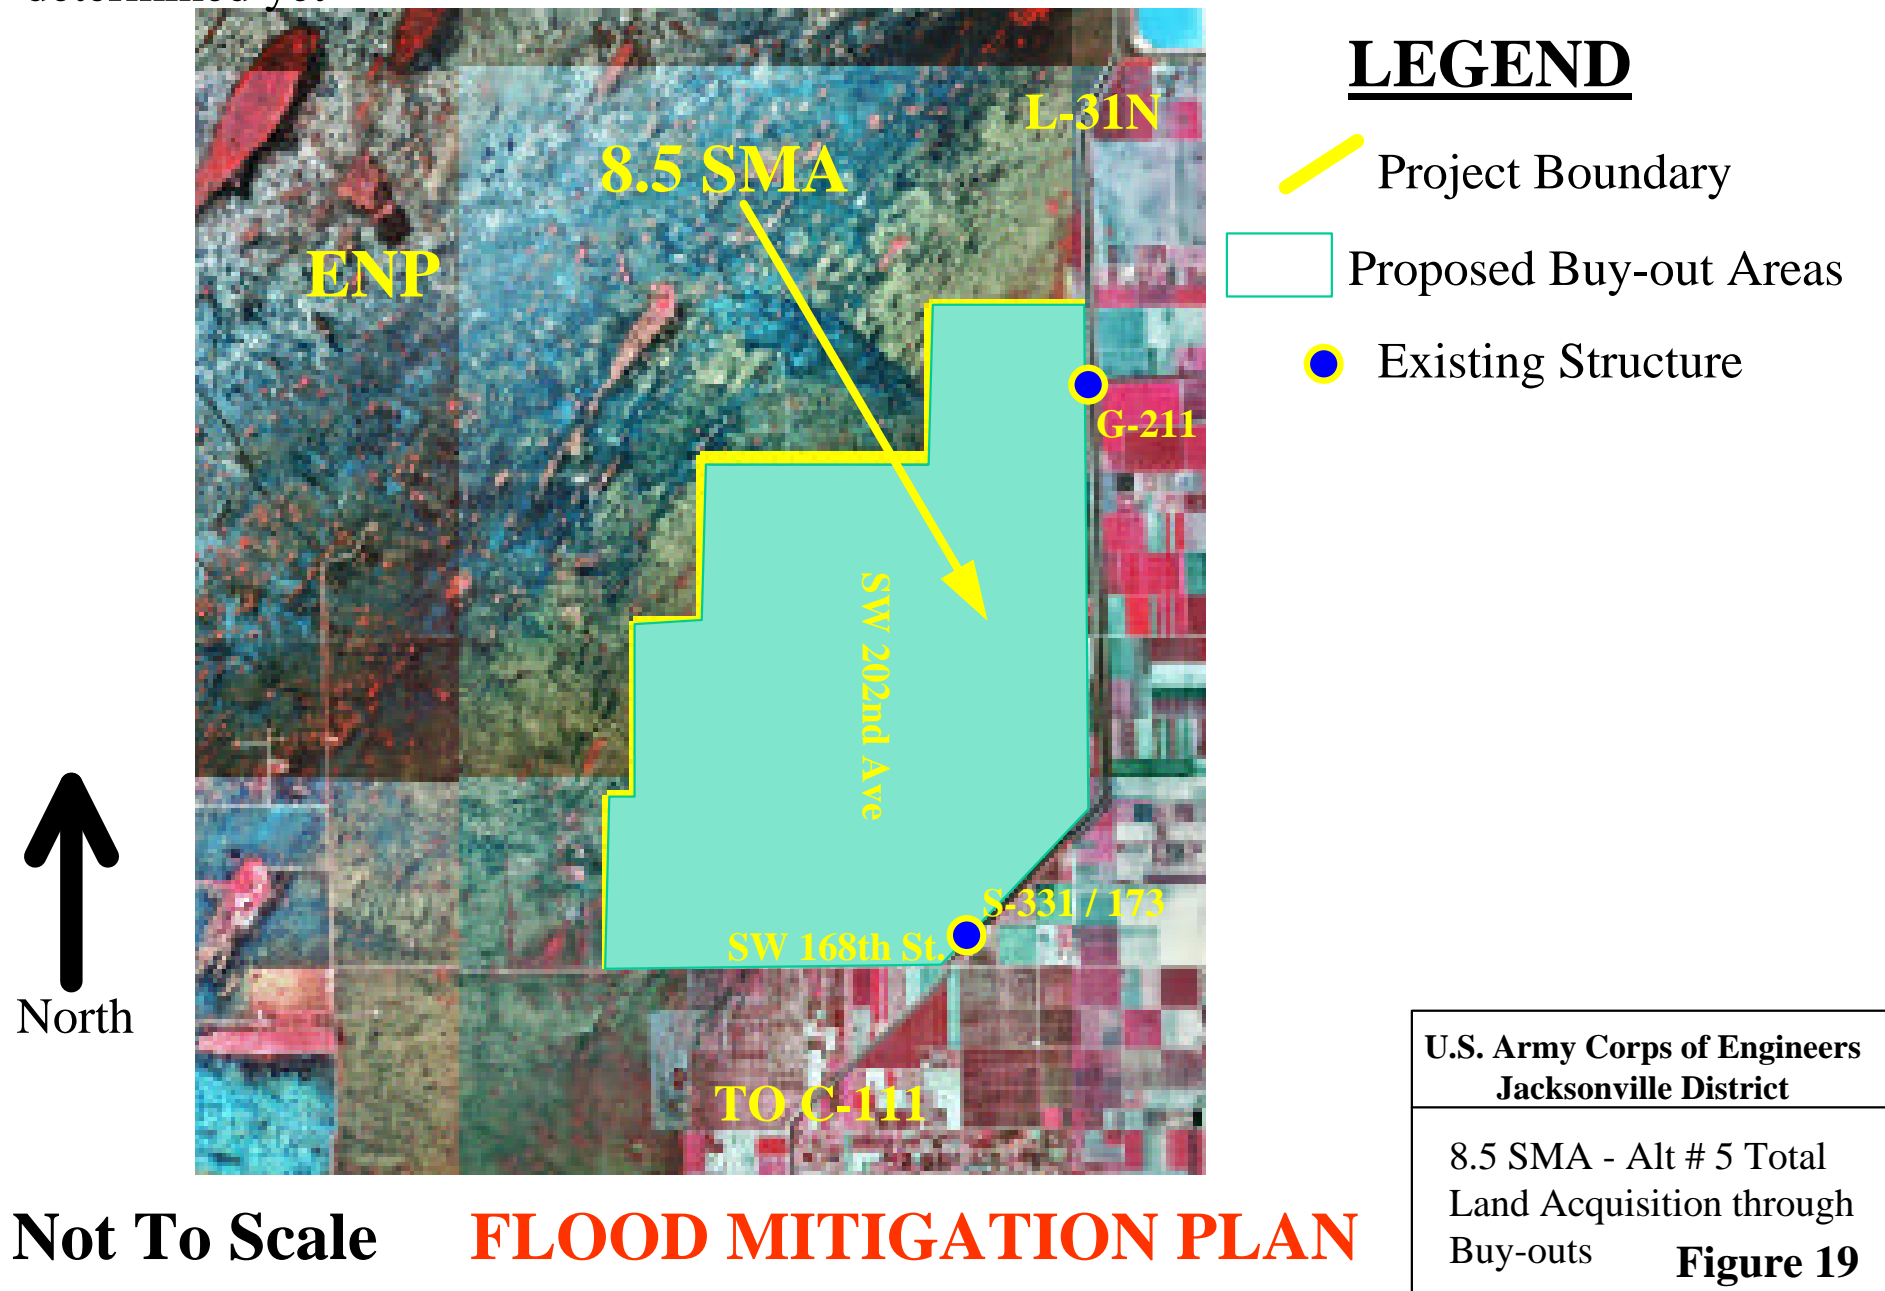 determined yet
LEGEND
Project Boundary
Proposed Buy-out Areas
Existing Structure
L-31N
8.5 SMA
ENP
G-211
SW 202nd Ave
S-331 / 173
SW 168th St.
TO C-111
North
U.S. Army Corps of Engineers
Jacksonville District
8.5 SMA - Alt # 5 Total
Land Acquisition through
Buy-outs
Figure 19
Not To Scale
FLOOD MITIGATION PLAN